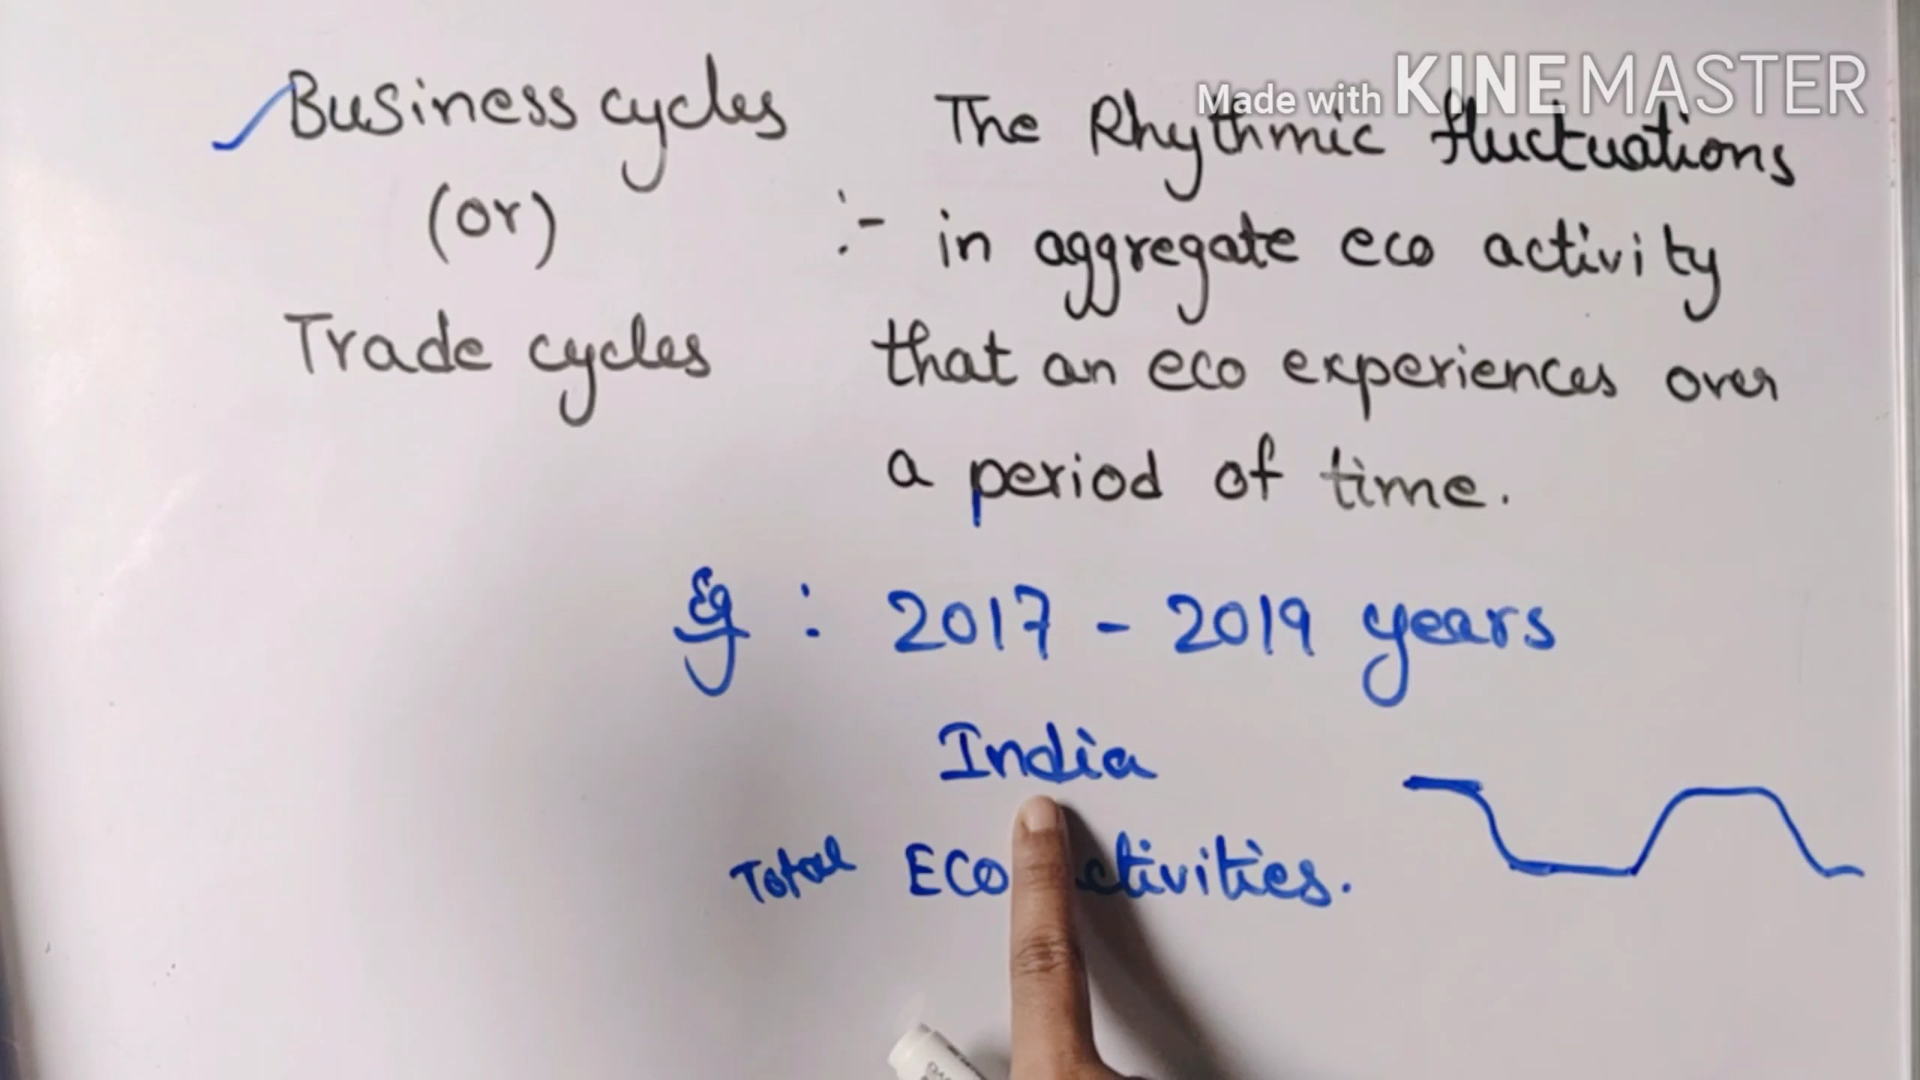 Made with KINEMASTER
Business cycles
(or)
Trade cycles
:- The Rhythmic fluctuations
in aggregate eco activity
that an eco experiences over
a period of time.
Eg : 2017 - 2019 years
India
Total Eco ctivities.